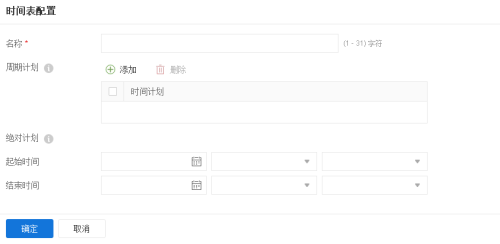 时间表配置
名称 * (1 - 31) 字符
周期计划
添加 删除
时间计划
绝对计划
起始时间
结束时间
确定 取消